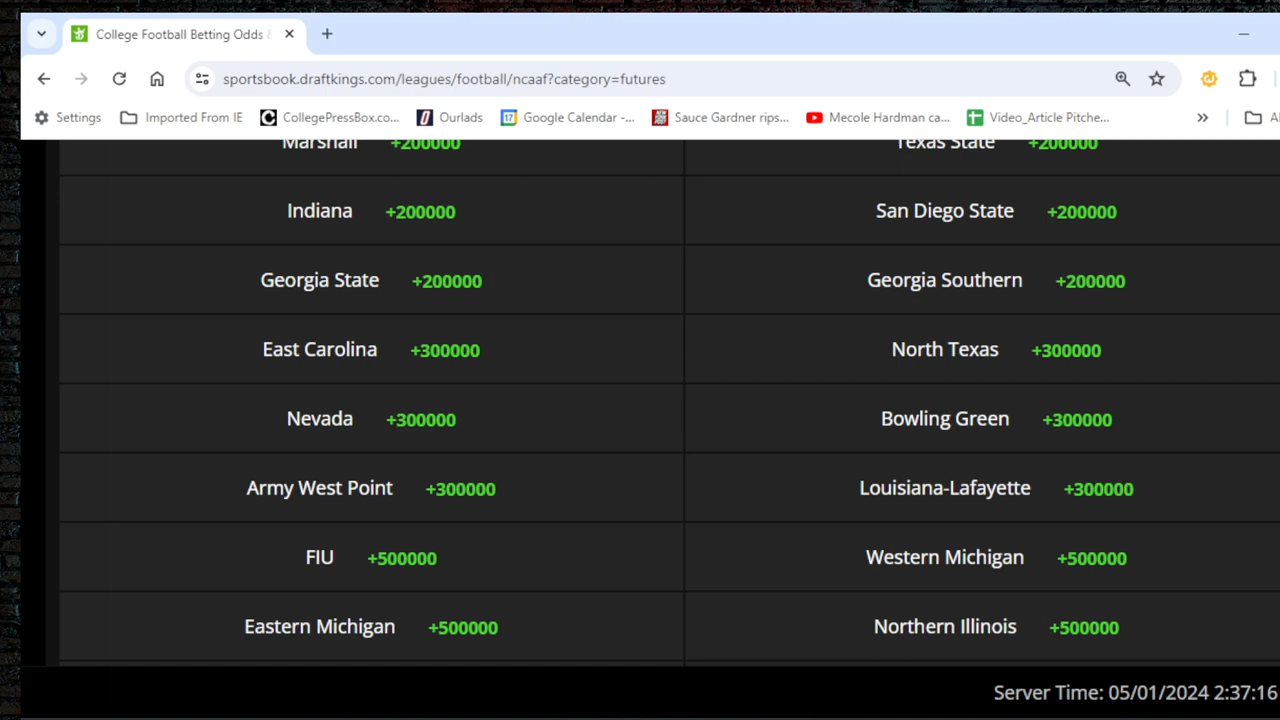 College Football Betting Odds &
sportsbook.draftkings.com/leagues/football/ncaaf?category=futures
Settings Imported From IE CollegePressBox.co... Ourlads Google Calendar -... Sauce Gardner rips... Mecole Hardman ca... Video_Article Pitche...
Marshall +200000 Texas State +200000
Indiana +200000 San Diego State +200000
Georgia State +200000 Georgia Southern +200000
East Carolina +300000 North Texas +300000
Nevada +300000 Bowling Green +300000
Army West Point +300000 Louisiana-Lafayette +300000
FIU +500000 Western Michigan +500000
Eastern Michigan +500000 Northern Illinois +500000
Server Time: 05/01/2024 2:37:16